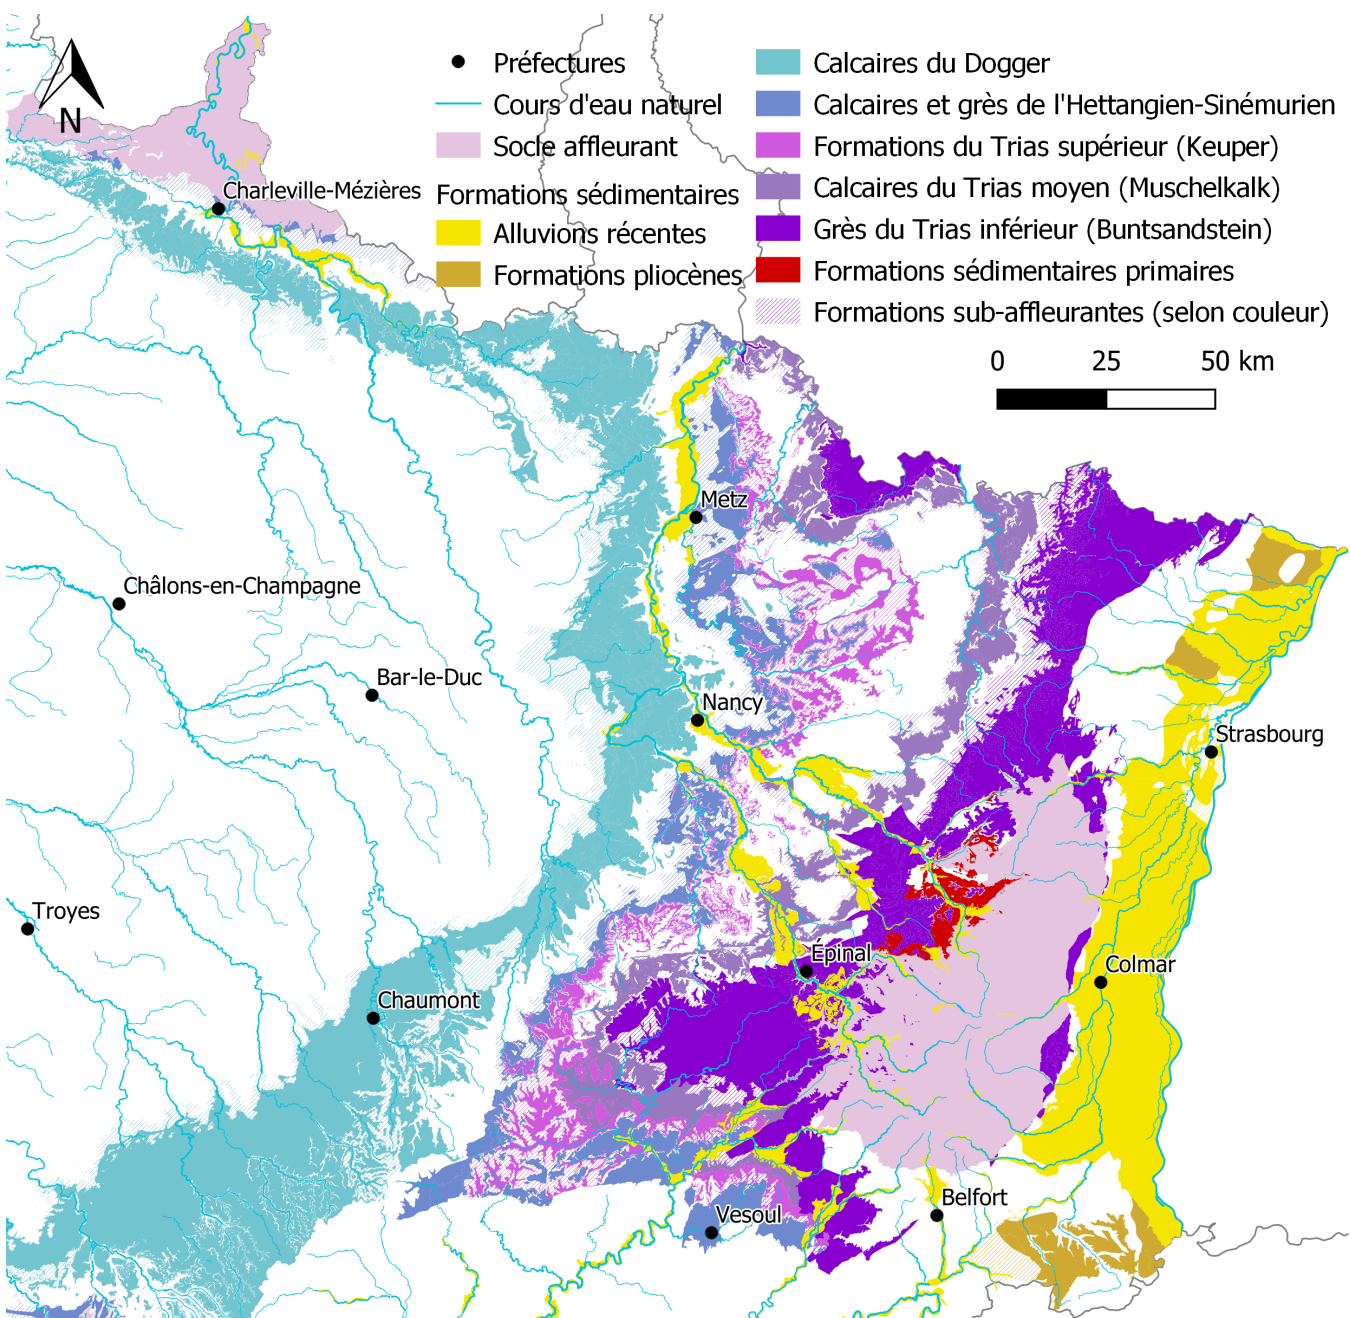 N
Préfectures
Cours d'eau naturel
Socle affleurant
Formations sédimentaires
Alluvions récentes
Formations pliocènes
Calcaires du Dogger
Calcaires et grès de l'Hettangien-Sinémurien
Formations du Trias supérieur (Keuper)
Calcaires du Trias moyen (Muschelkalk)
Grès du Trias inférieur (Buntsandstein)
Formations sédimentaires primaires
Formations sub-affleurantes (selon couleur)
0 25 50 km
Charleville-Mézières
Metz
Châlons-en-Champagne
Bar-le-Duc
Nancy
Strasbourg
Troyes
Épinal
Colmar
Chaumont
Belfort
Vesoul